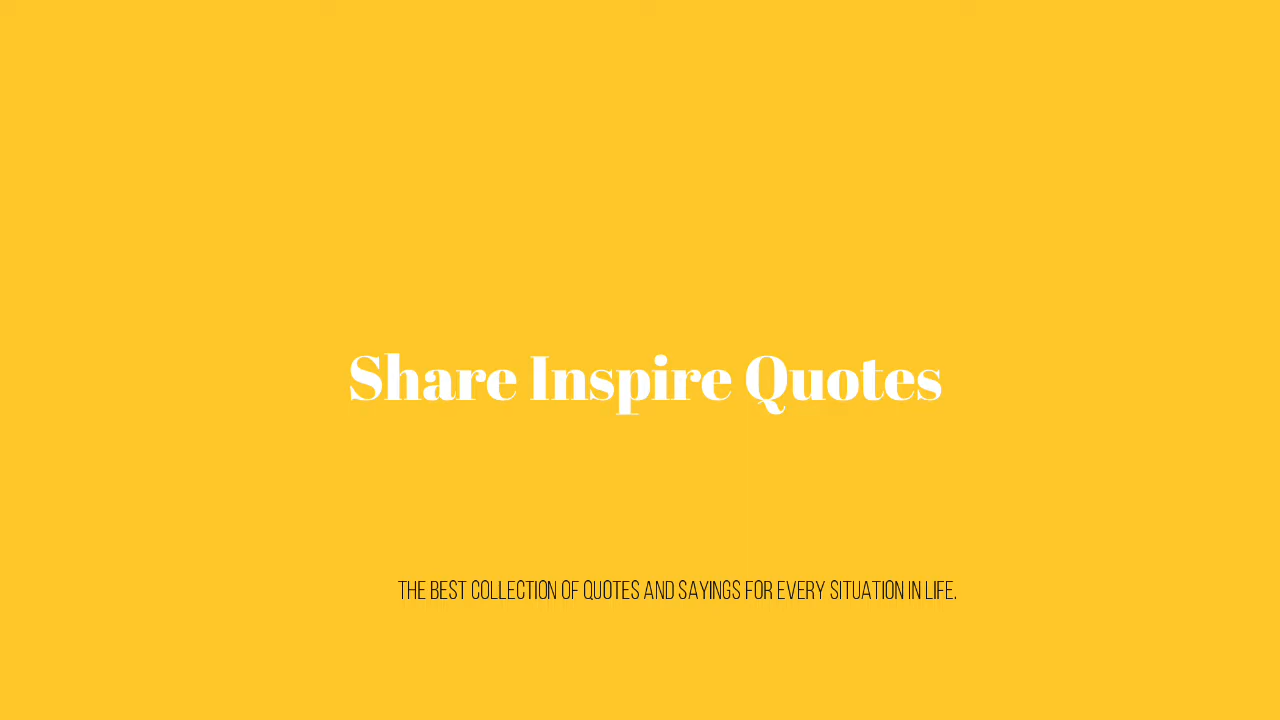 Share Inspire Quotes
THE BEST COLLECTION OF QUOTES AND SAYINGS FOR EVERY SITUATION IN LIFE.